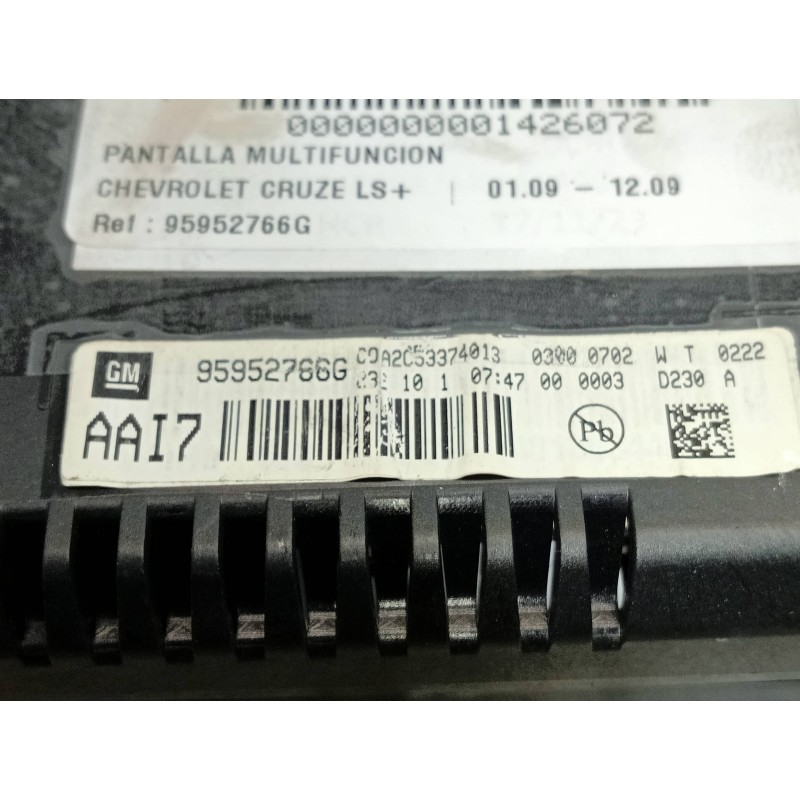 0000000001426072
PANTALLA MULTIFUNCION
CHEVROLET CRUZE LS+ | 01.09 – 12.09
Ref : 95952766G
GM 95952766G A2C53374013 0300 0702 W T 0222
10 1 07:47 00 0003 D230 A
AAI7
Pb